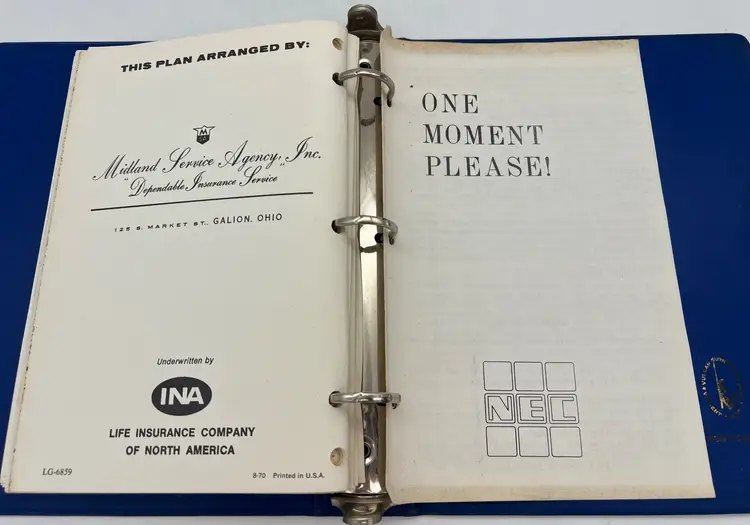 THIS PLAN ARRANGED BY:
M
Midland Service Agency, Inc.
"Dependable Insurance Service"
125 S. MARKET ST., GALION, OHIO
Underwritten by
INA
LIFE INSURANCE COMPANY
OF NORTH AMERICA
LG-6859
8-70 Printed in U.S.A.
ONE
MOMENT
PLEASE!
NEC